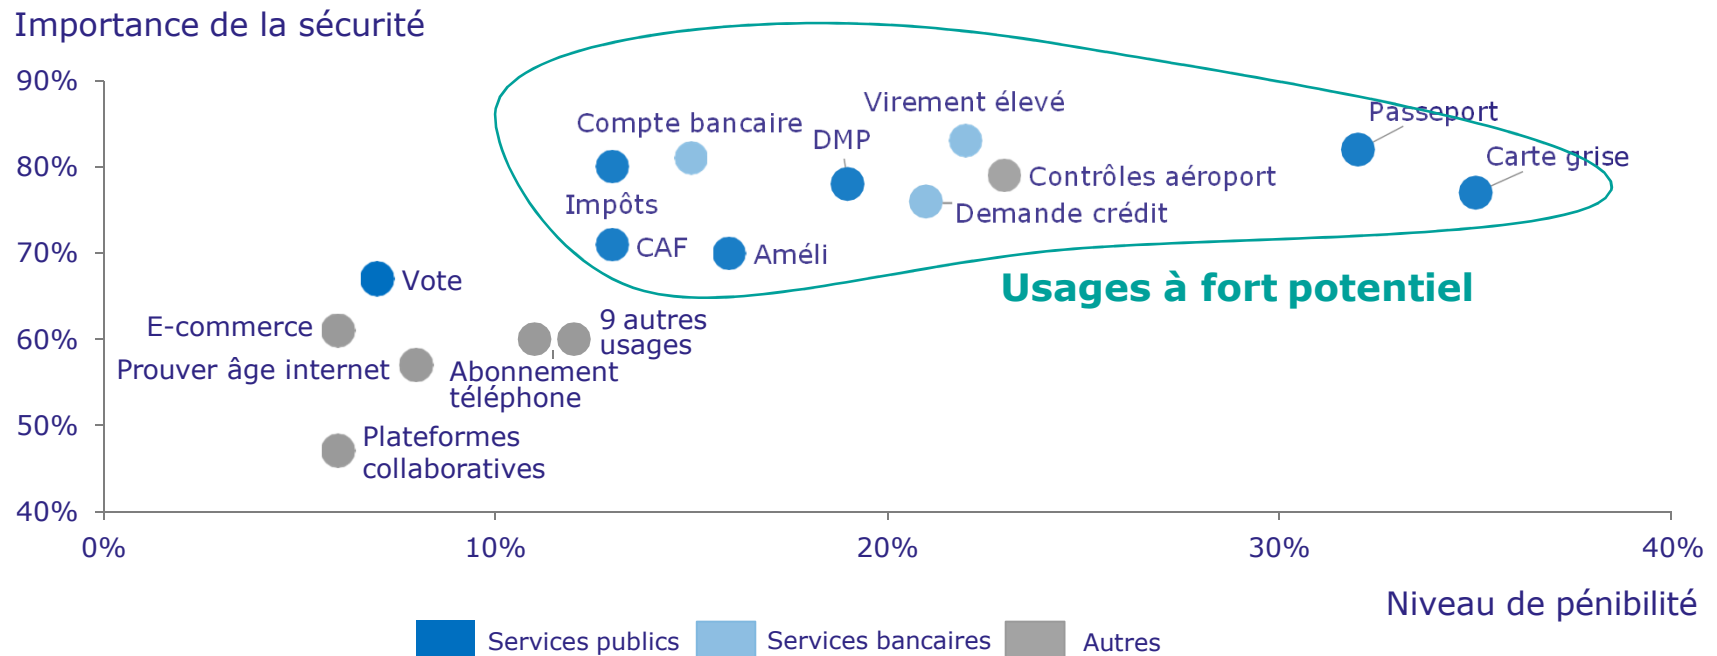 Importance de la sécurité
90%
80%
70%
60%
50%
40%
Virement élevé
Passeport
Compte bancaire
DMP
Carte grise
Contrôles aéroport
Impôts
Demande crédit
CAF
Améli
Vote
Usages à fort potentiel
E-commerce
9 autres
usages
Prouver âge internet
Abonnement
téléphone
Plateformes
collaboratives
0%
10%
20%
30%
40%
Niveau de pénibilité
Services publics
Services bancaires
Autres